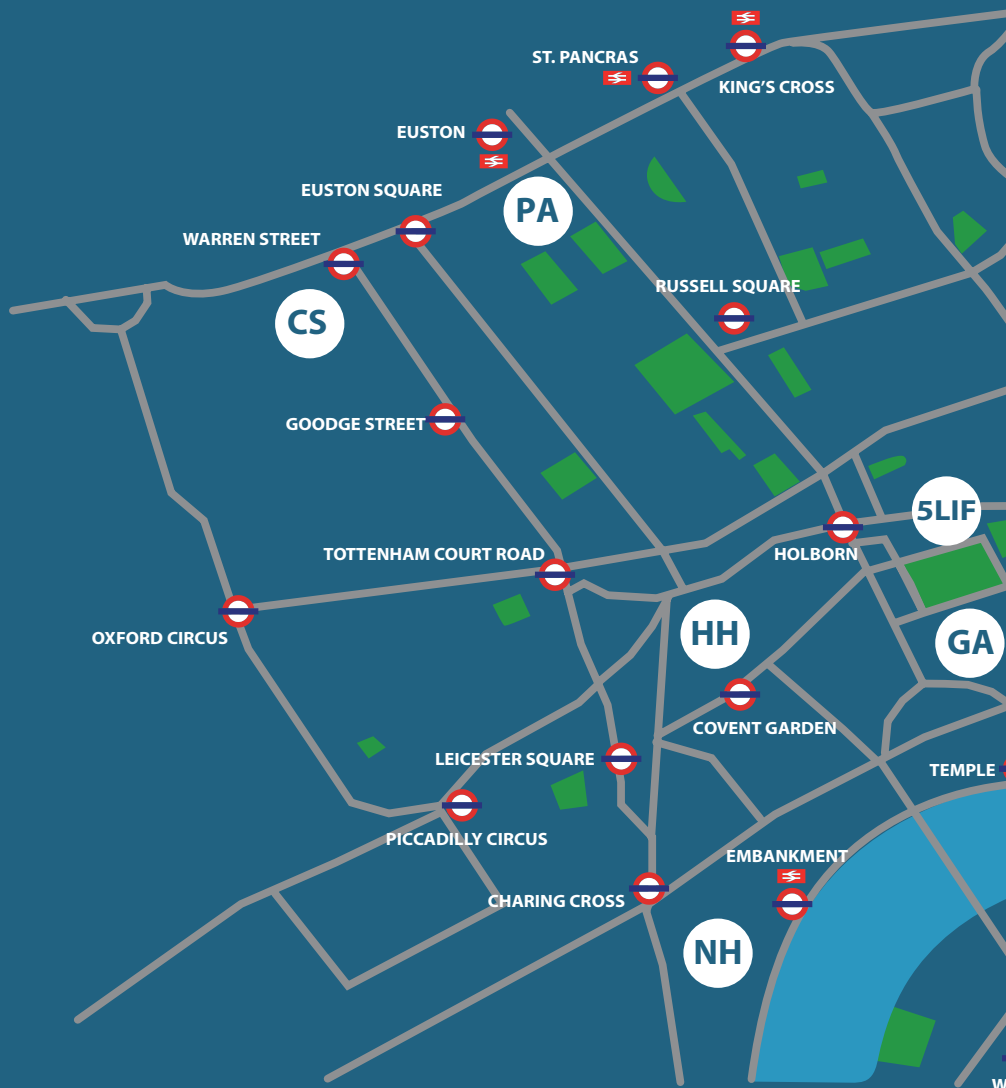 ST. PANCRAS
KING'S CROSS
EUSTON
EUSTON SQUARE
PA
WARREN STREET
RUSSELL SQUARE
CS
GOODGE STREET
5LIF
TOTTENHAM COURT ROAD
HOLBORN
OXFORD CIRCUS
HH
GA
COVENT GARDEN
LEICESTER SQUARE
TEMPLE
PICCADILLY CIRCUS
EMBANKMENT
CHARING CROSS
NH